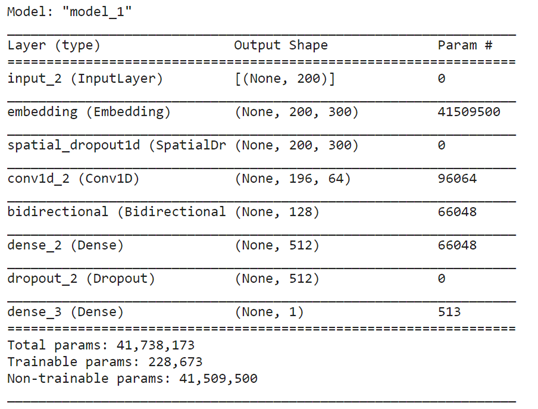 Model: "model_1"
Layer (type) Output Shape Param #
input_2 (InputLayer) [(None, 200)] 0
embedding (Embedding) (None, 200, 300) 41509500
spatial_dropout1d (SpatialDr (None, 200, 300) 0
conv1d_2 (Conv1D) (None, 196, 64) 96064
bidirectional (Bidirectional (None, 128) 66048
dense_2 (Dense) (None, 512) 66048
dropout_2 (Dropout) (None, 512) 0
dense_3 (Dense) (None, 1) 513
Total params: 41,738,173
Trainable params: 228,673
Non-trainable params: 41,509,500